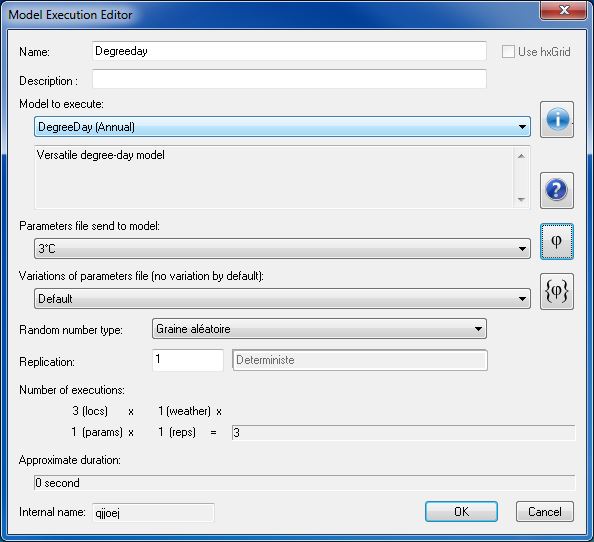 Model Execution Editor
Name: Degreeday Use hxGrid
Description :
Model to execute:
DegreeDay (Annual)
Versatile degree-day model
Parameters file send to model:
3°C
φ
Variations of parameters file (no variation by default):
Default
{φ}
Random number type: Graine aléatoire
Replication: 1 Deterministe
Number of executions:
3 (locs) x 1 (weather) x
1 (params) x 1 (reps) = 3
Approximate duration:
0 second
Internal name: qjjoej OK Cancel